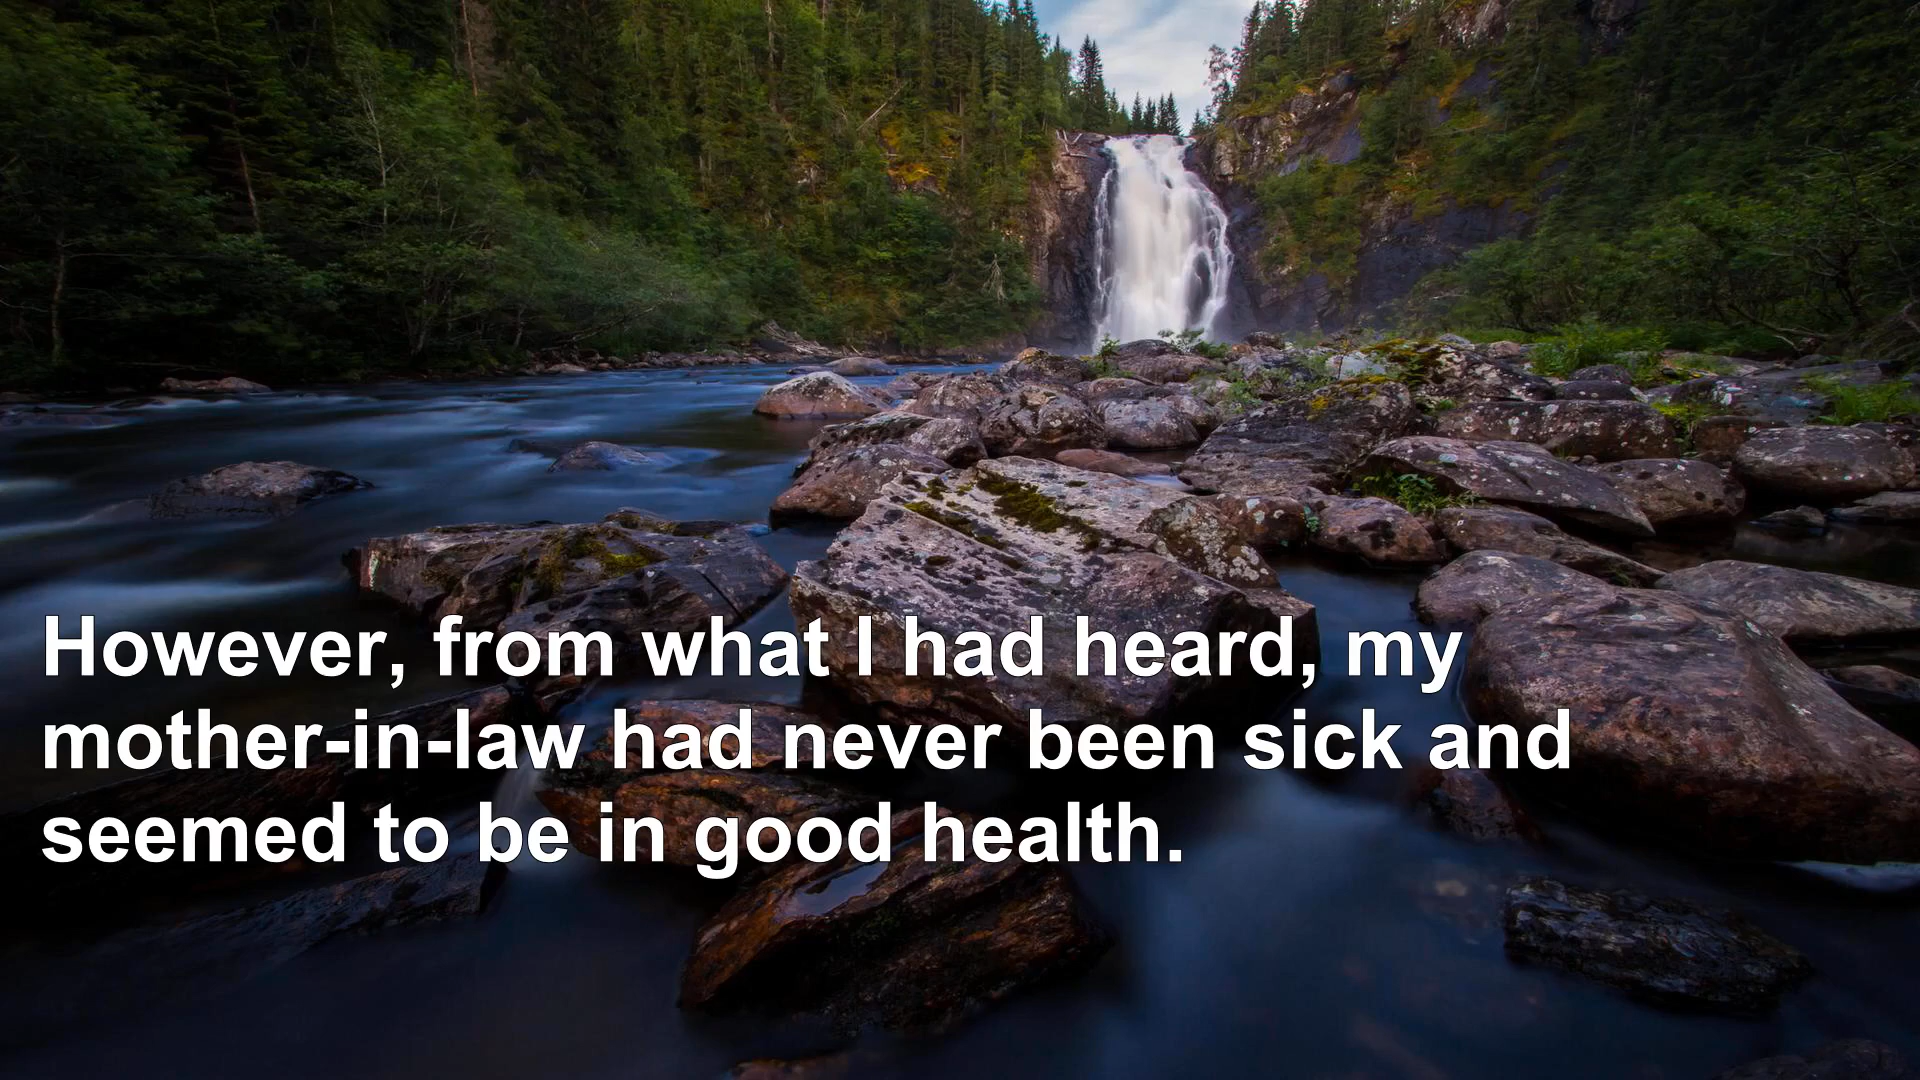 However, from what I had heard, my
mother-in-law had never been sick and
seemed to be in good health.